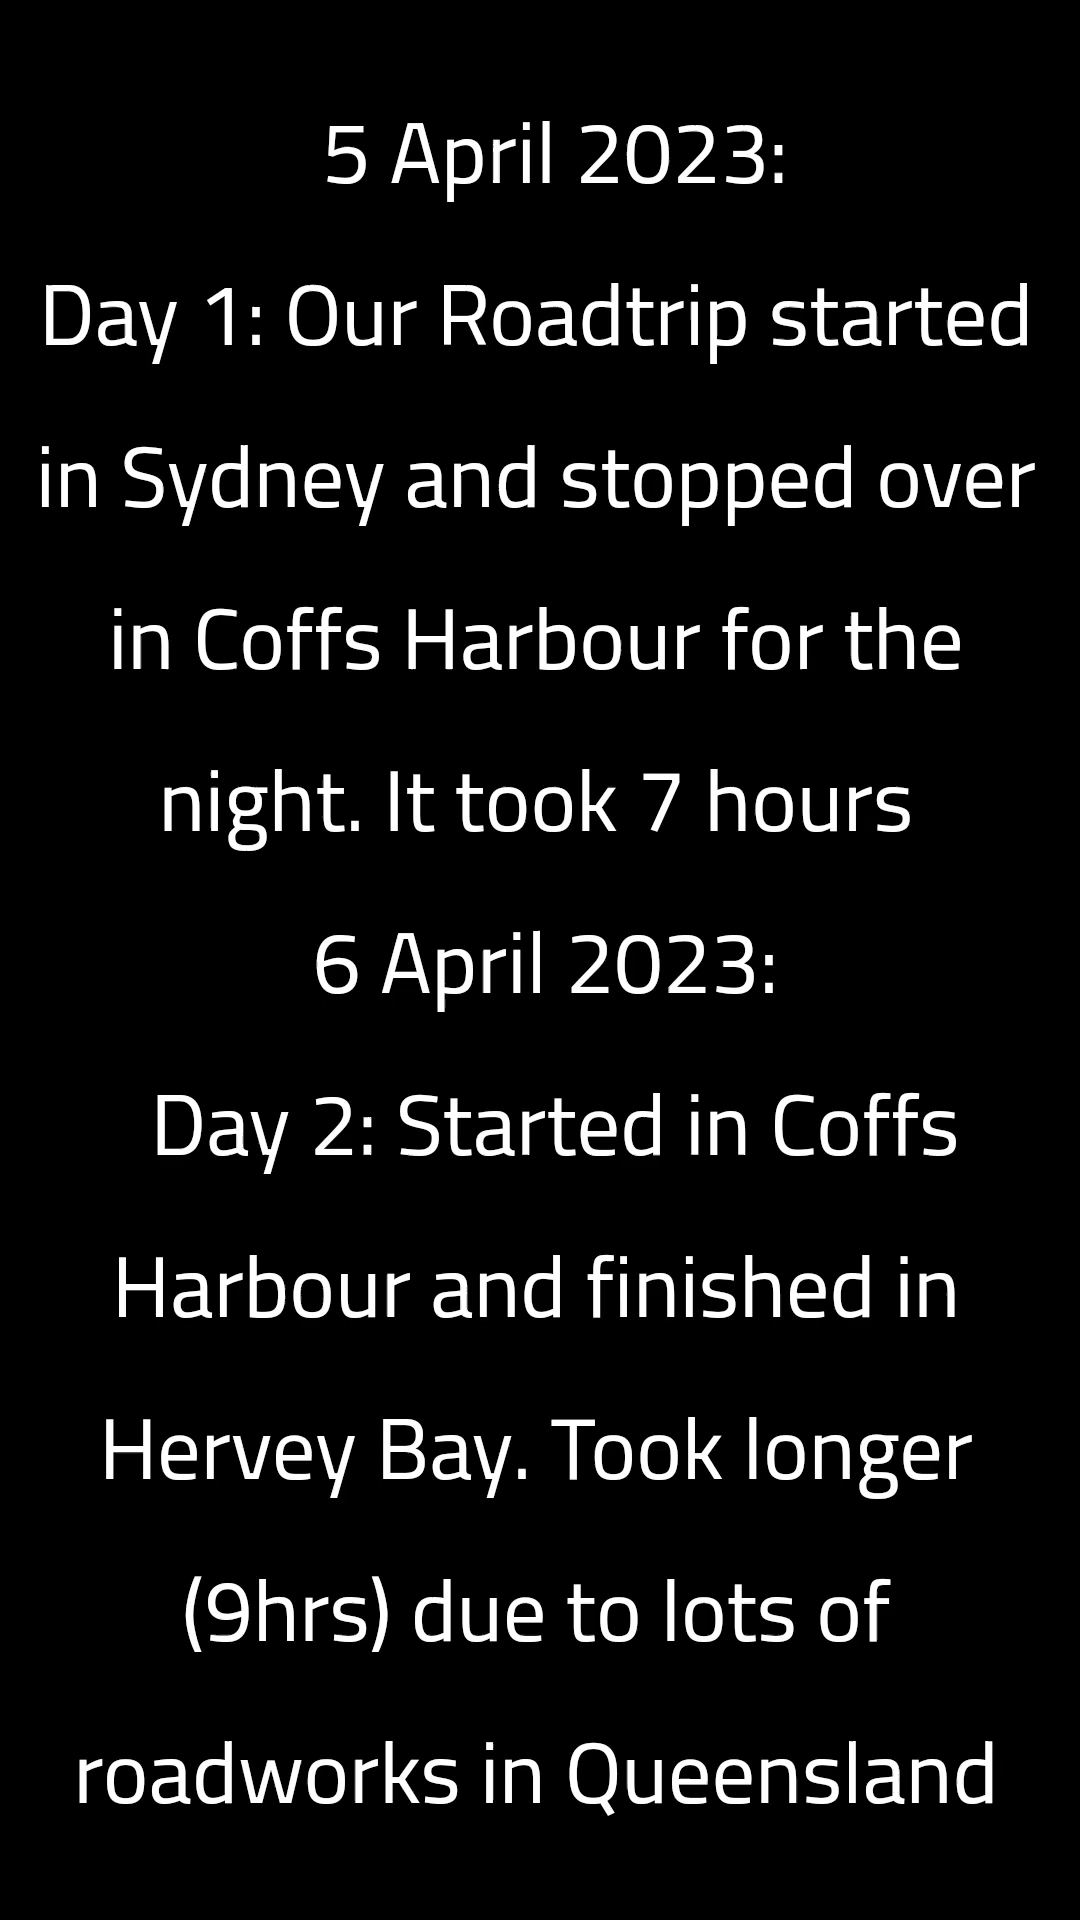 5 April 2023:
Day 1: Our Roadtrip started
in Sydney and stopped over
in Coffs Harbour for the
night. It took 7 hours
6 April 2023:
Day 2: Started in Coffs
Harbour and finished in
Hervey Bay. Took longer
(9hrs) due to lots of
roadworks in Queensland